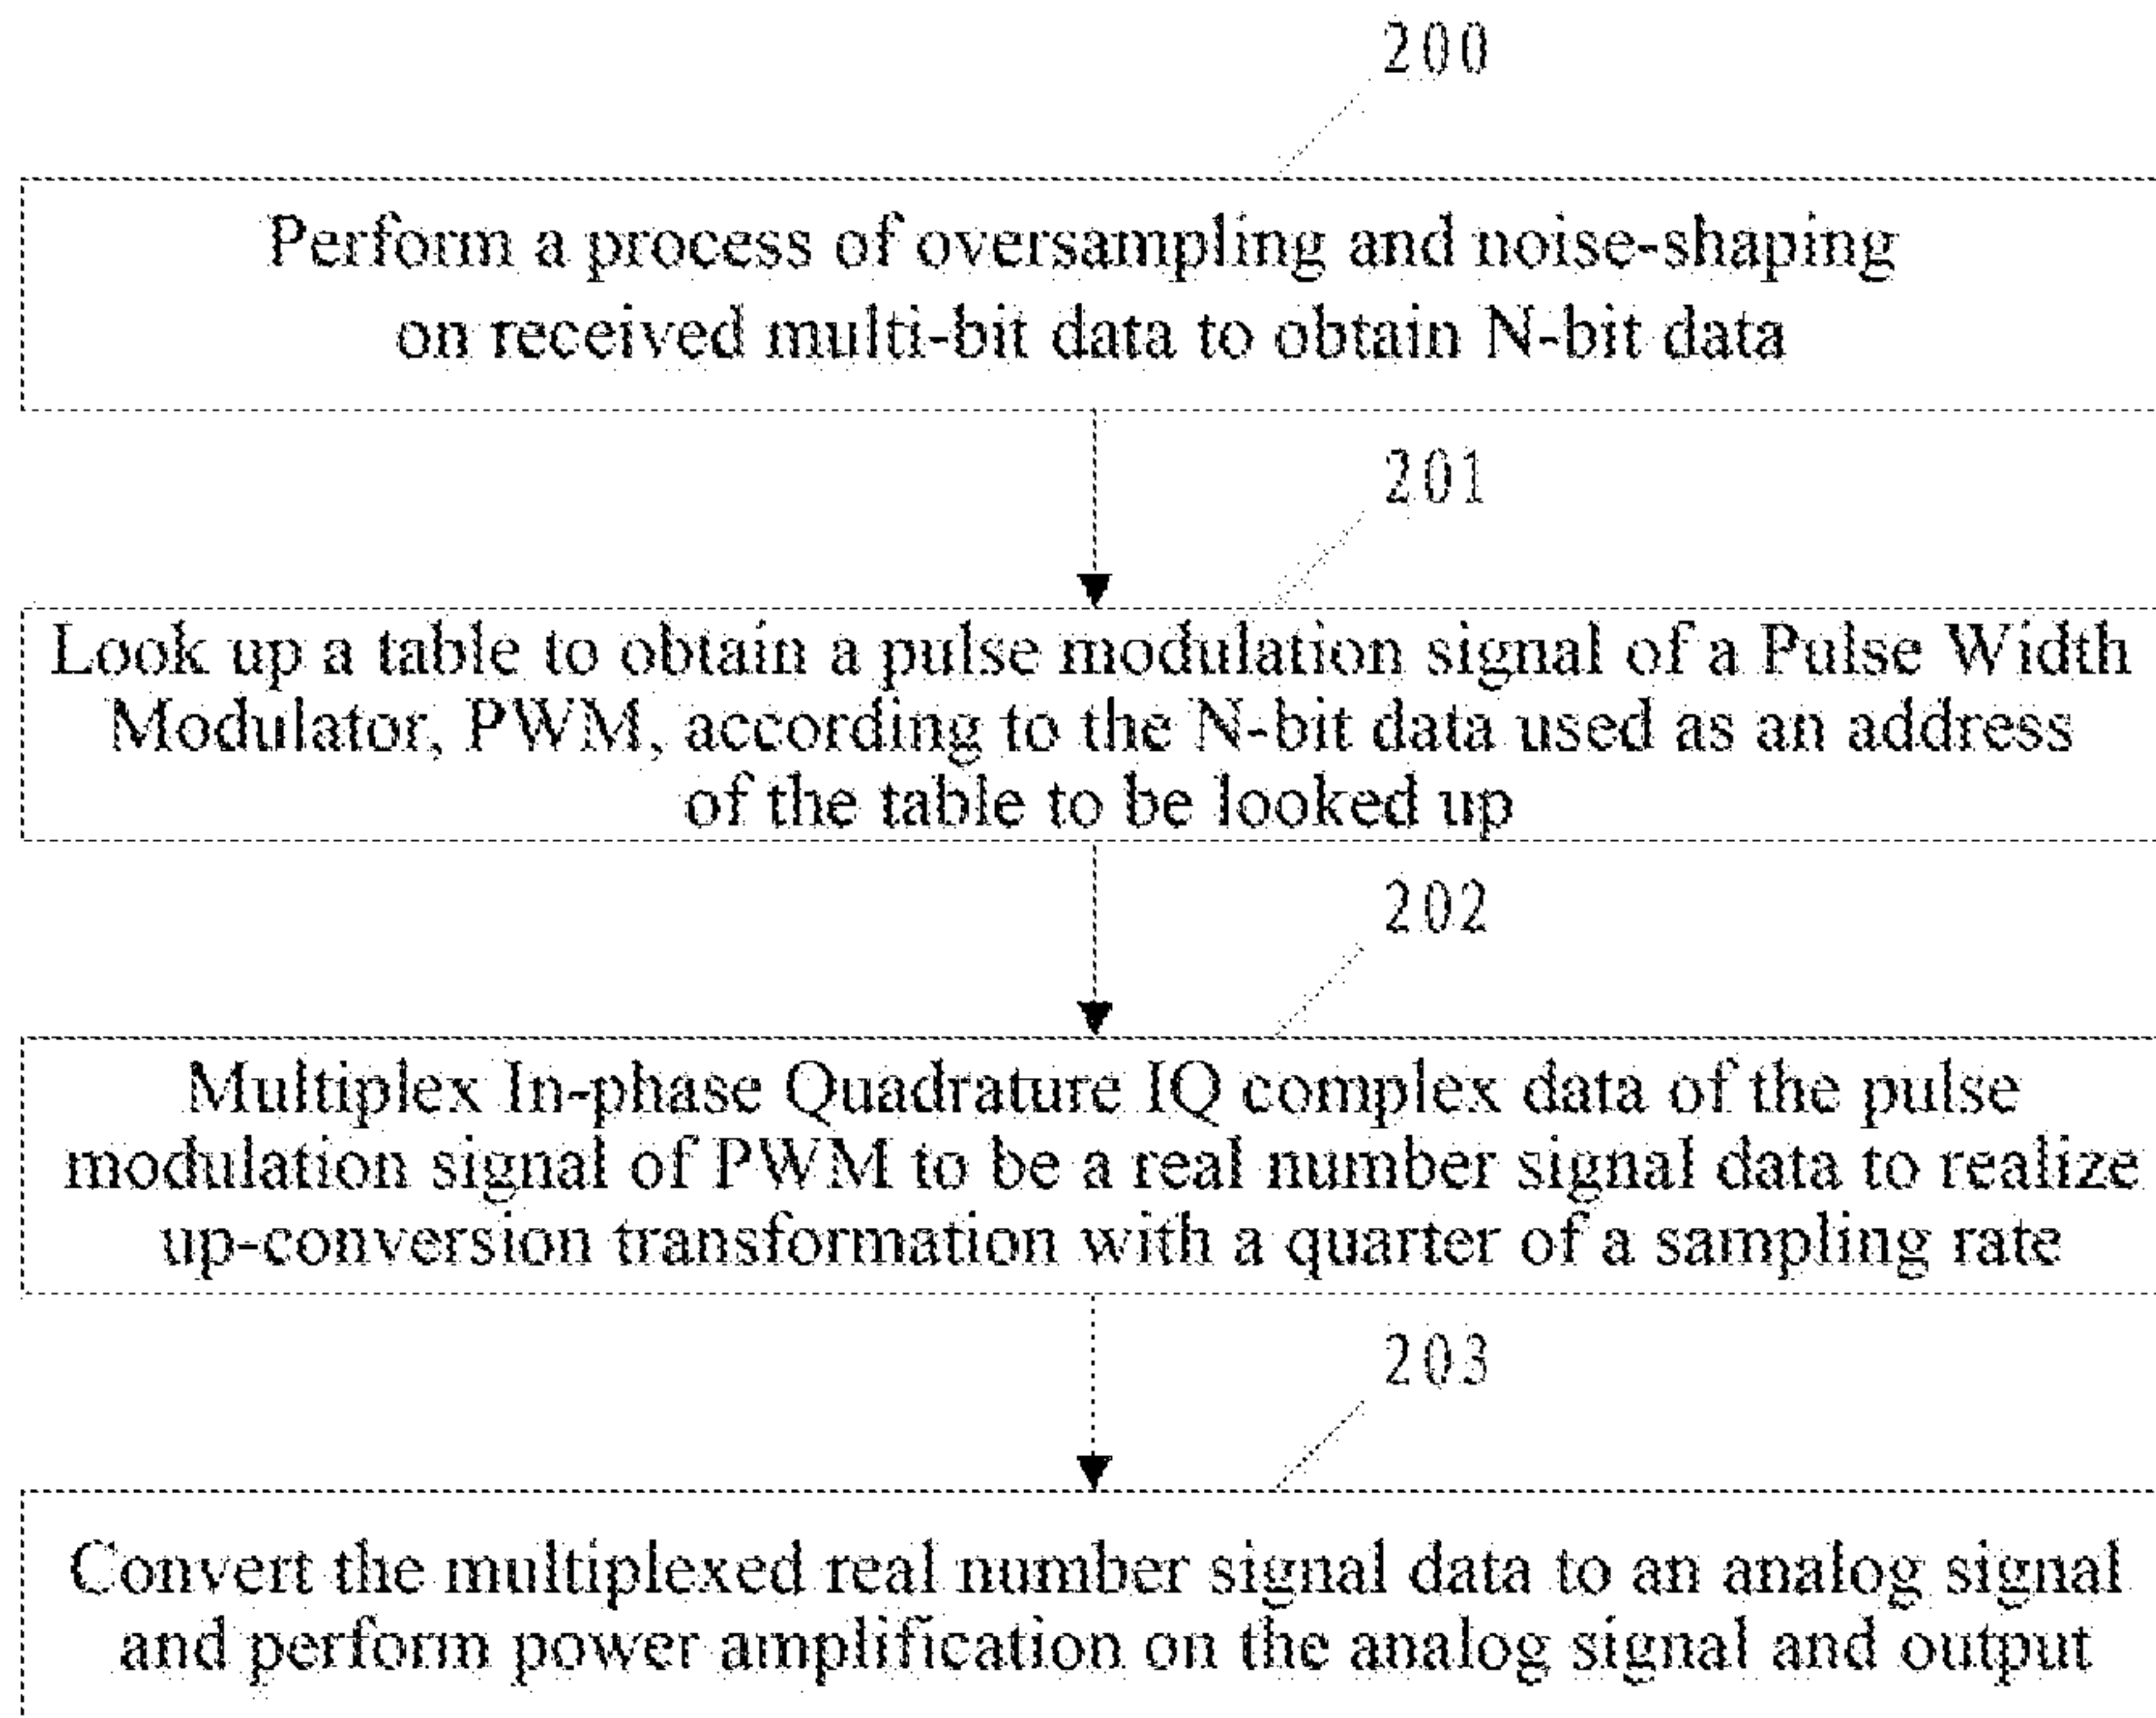 200
Perform a process of oversampling and noise-shaping
on received multi-bit data to obtain N-bit data
201
Look up a table to obtain a pulse modulation signal of a Pulse Width
Modulator, PWM, according to the N-bit data used as an address
of the table to be looked up
202
Multiplex In-phase Quadrature IQ complex data of the pulse
modulation signal of PWM to be a real number signal data to realize
up-conversion transformation with a quarter of a sampling rate
203
Convert the multiplexed real number signal data to an analog signal
and perform power amplification on the analog signal and output